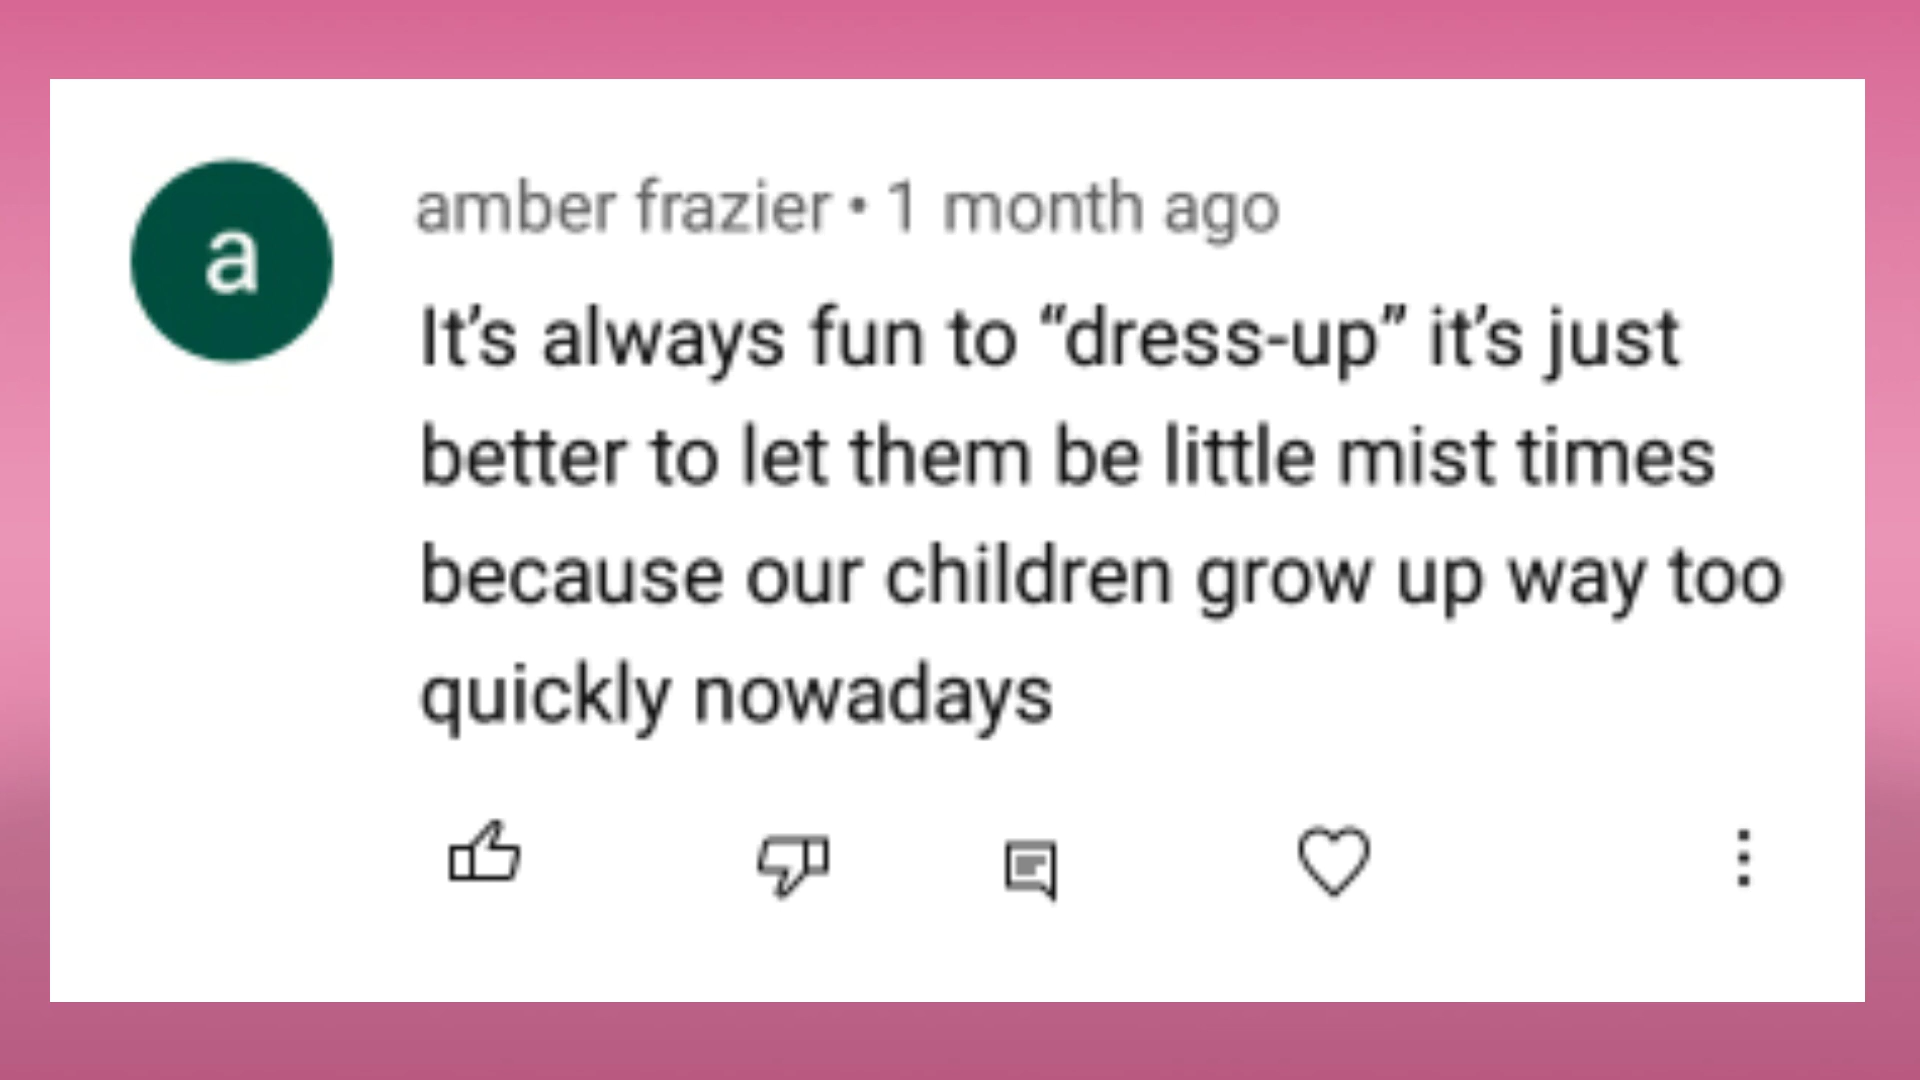 a
amber frazier • 1 month ago
It’s always fun to “dress-up” it’s just
better to let them be little mist times
because our children grow up way too
quickly nowadays